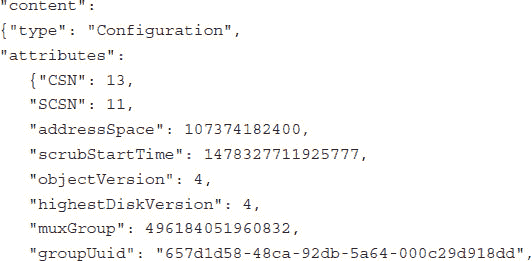 "content":
{"type": "Configuration",
"attributes":
{"CSN": 13,
"SCSN": 11,
"addressSpace": 107374182400,
"scrubStartTime": 1478327711925777,
"objectVersion": 4,
"highestDiskVersion": 4,
"muxGroup": 496184051960832,
"groupUuid": "657d1d58-48ca-92db-5a64-000c29d918dd",